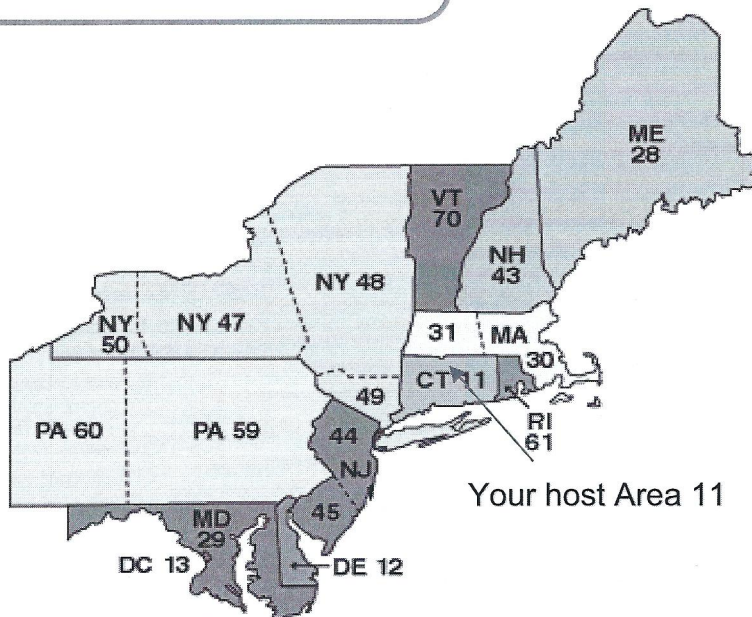 ME
28
VT
70
NH
43
NY 48
NY 47
NY
50
31
MA
30
CT 11
49
RI
61
PA 60
PA 59
44
NJ
45
Your host Area 11
MD
29
DC 13
DE 12